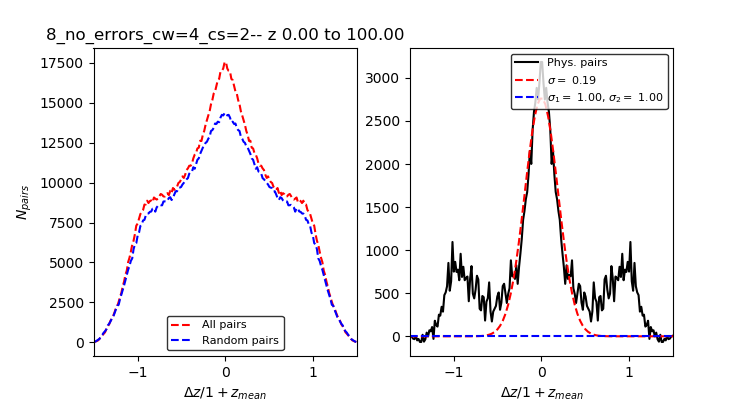 8_no_errors_cw=4_cs=2-- z 0.00 to 100.00
17500
15000
12500
10000
7500
5000
2500
0
N_pairs
All pairs
Random pairs
−1 0 1
Δz/1 + z_mean
3000
2500
2000
1500
1000
500
0
Phys. pairs
σ = 0.19
σ₁ = 1.00, σ₂ = 1.00
−1 0 1
Δz/1 + z_mean